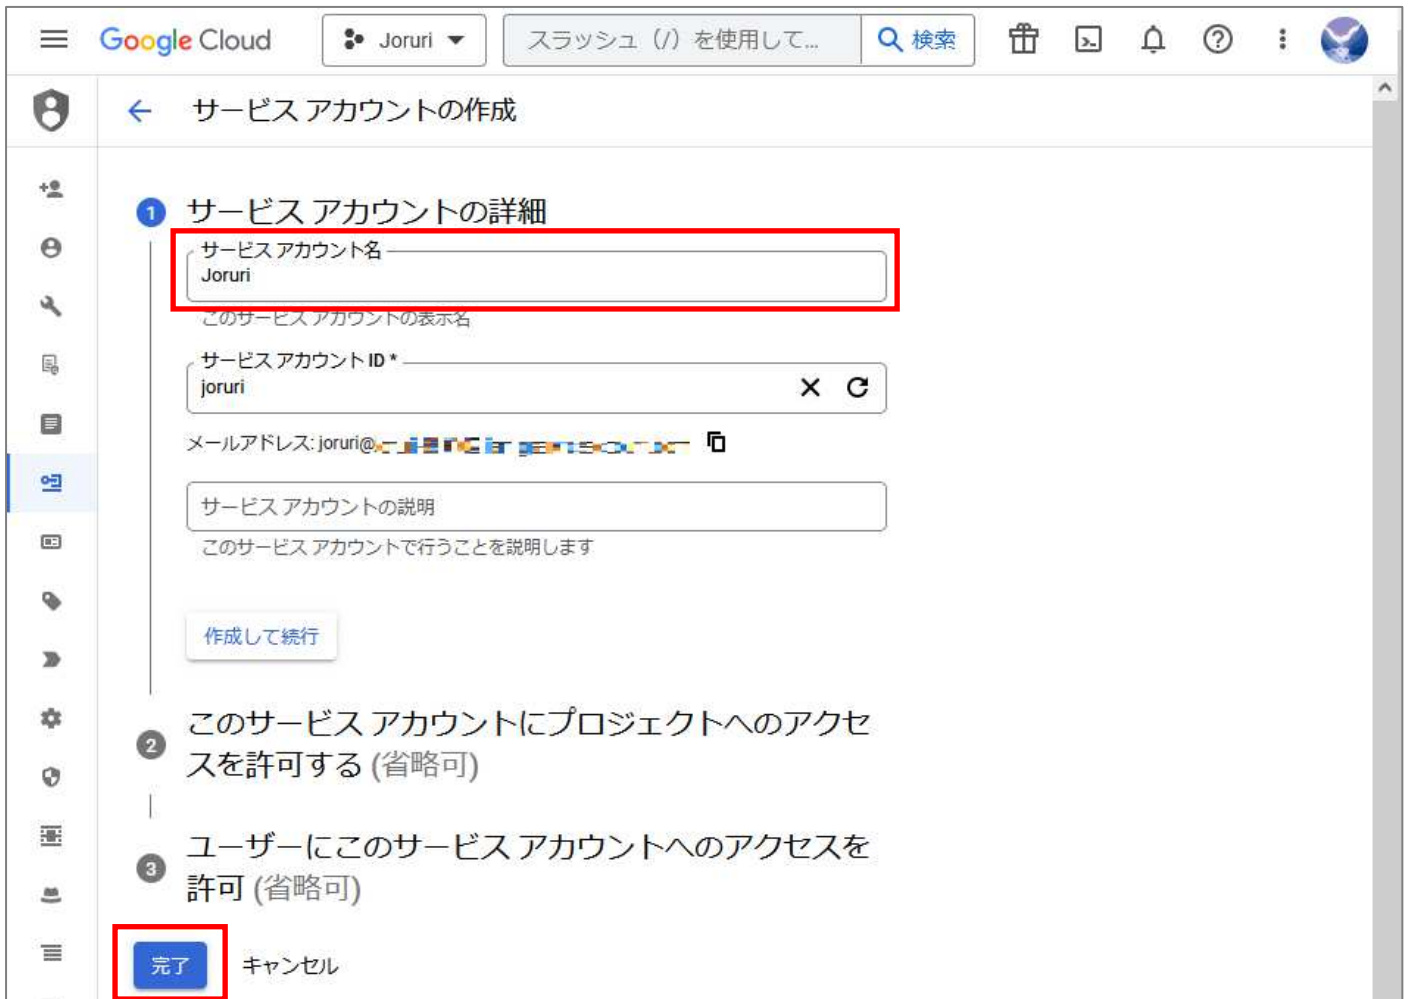 Google Cloud
Joruri
スラッシュ（/）を使用して...
検索
サービス アカウントの作成
1 サービス アカウントの詳細
サービス アカウント名
Joruri
このサービス アカウントの表示名
サービス アカウント ID *
joruri
メールアドレス: joruri@
サービス アカウントの説明
このサービス アカウントで行うことを説明します
作成して続行
2 このサービス アカウントにプロジェクトへのアクセ
スを許可する (省略可)
3 ユーザーにこのサービス アカウントへのアクセスを
許可 (省略可)
完了
キャンセル